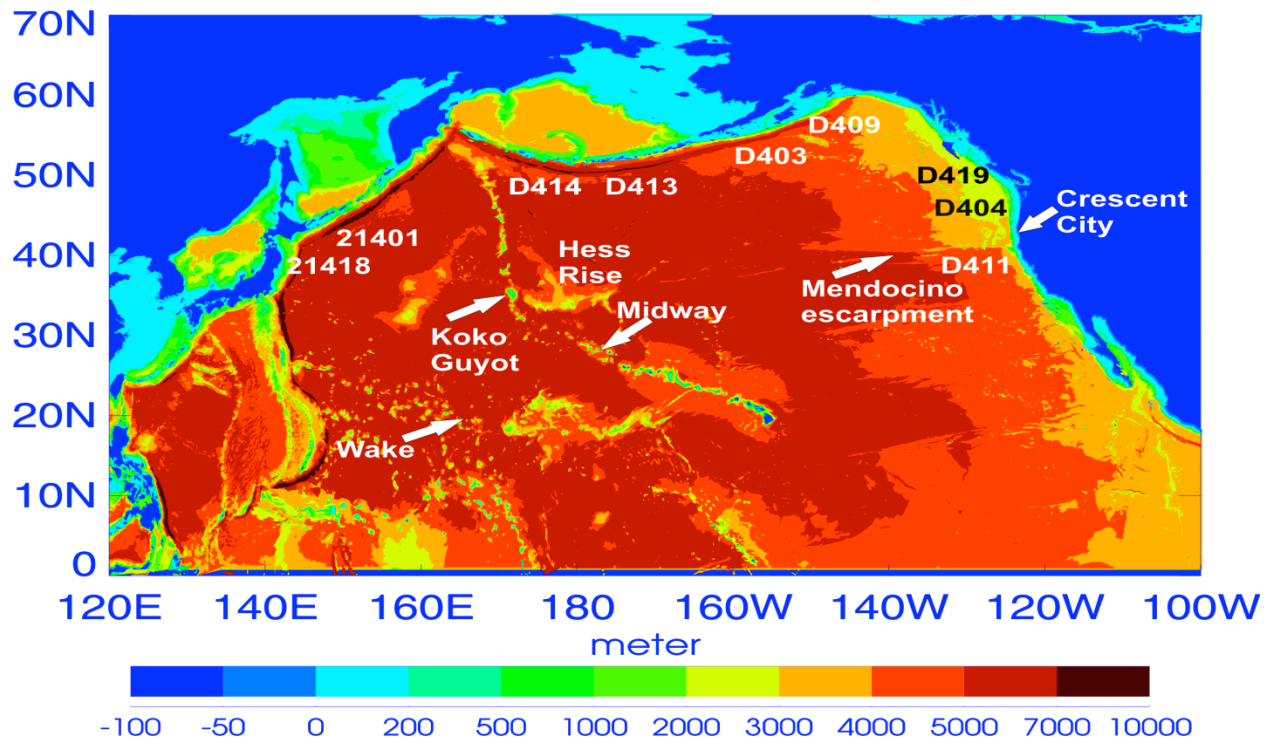 70N
60N
50N
40N
30N
20N
10N
0
D409
D403
D419
D414
D413
D404
Crescent
City
21401
21418
Hess
Rise
D411
Mendocino
escarpment
Midway
Koko
Guyot
Wake
120E 140E 160E 180 160W 140W 120W 100W
meter
-100 -50 0 200 500 1000 2000 3000 4000 5000 7000 10000